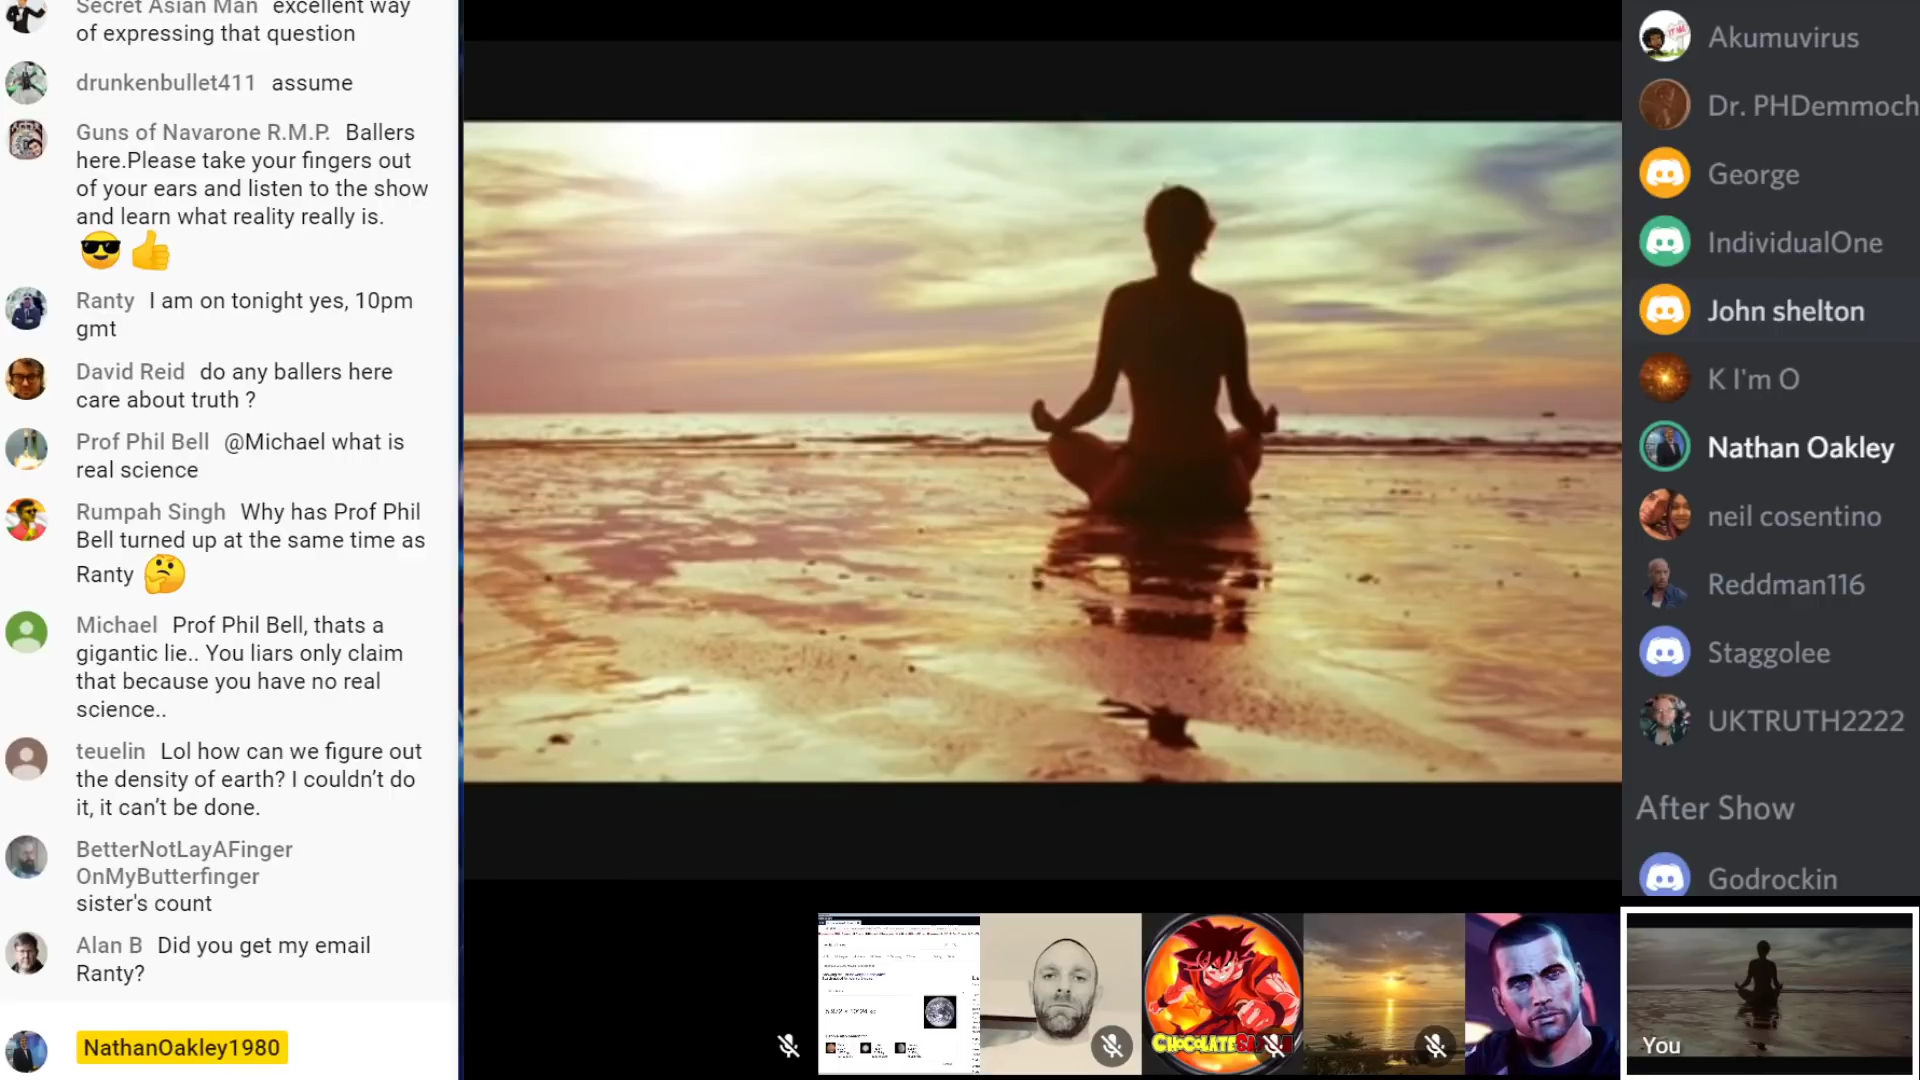 Secret Asian Man excellent way
of expressing that question
drunkenbullet411 assume
Guns of Navarone R.M.P. Ballers
here.Please take your fingers out
of your ears and listen to the show
and learn what reality really is.
Ranty I am on tonight yes, 10pm
gmt
David Reid do any ballers here
care about truth ?
Prof Phil Bell @Michael what is
real science
Rumpah Singh Why has Prof Phil
Bell turned up at the same time as
Ranty
Michael Prof Phil Bell, thats a
gigantic lie.. You liars only claim
that because you have no real
science..
teuelin Lol how can we figure out
the density of earth? I couldn’t do
it, it can’t be done.
BetterNotLayAFinger
OnMyButterfinger
sister's count
Alan B Did you get my email
Ranty?
NathanOakley1980
You
Akumuvirus
Dr. PHDemmoch
George
IndividualOne
John shelton
K I'm O
Nathan Oakley
neil cosentino
Reddman116
Staggolee
UKTRUTH2222
After Show
Godrockin